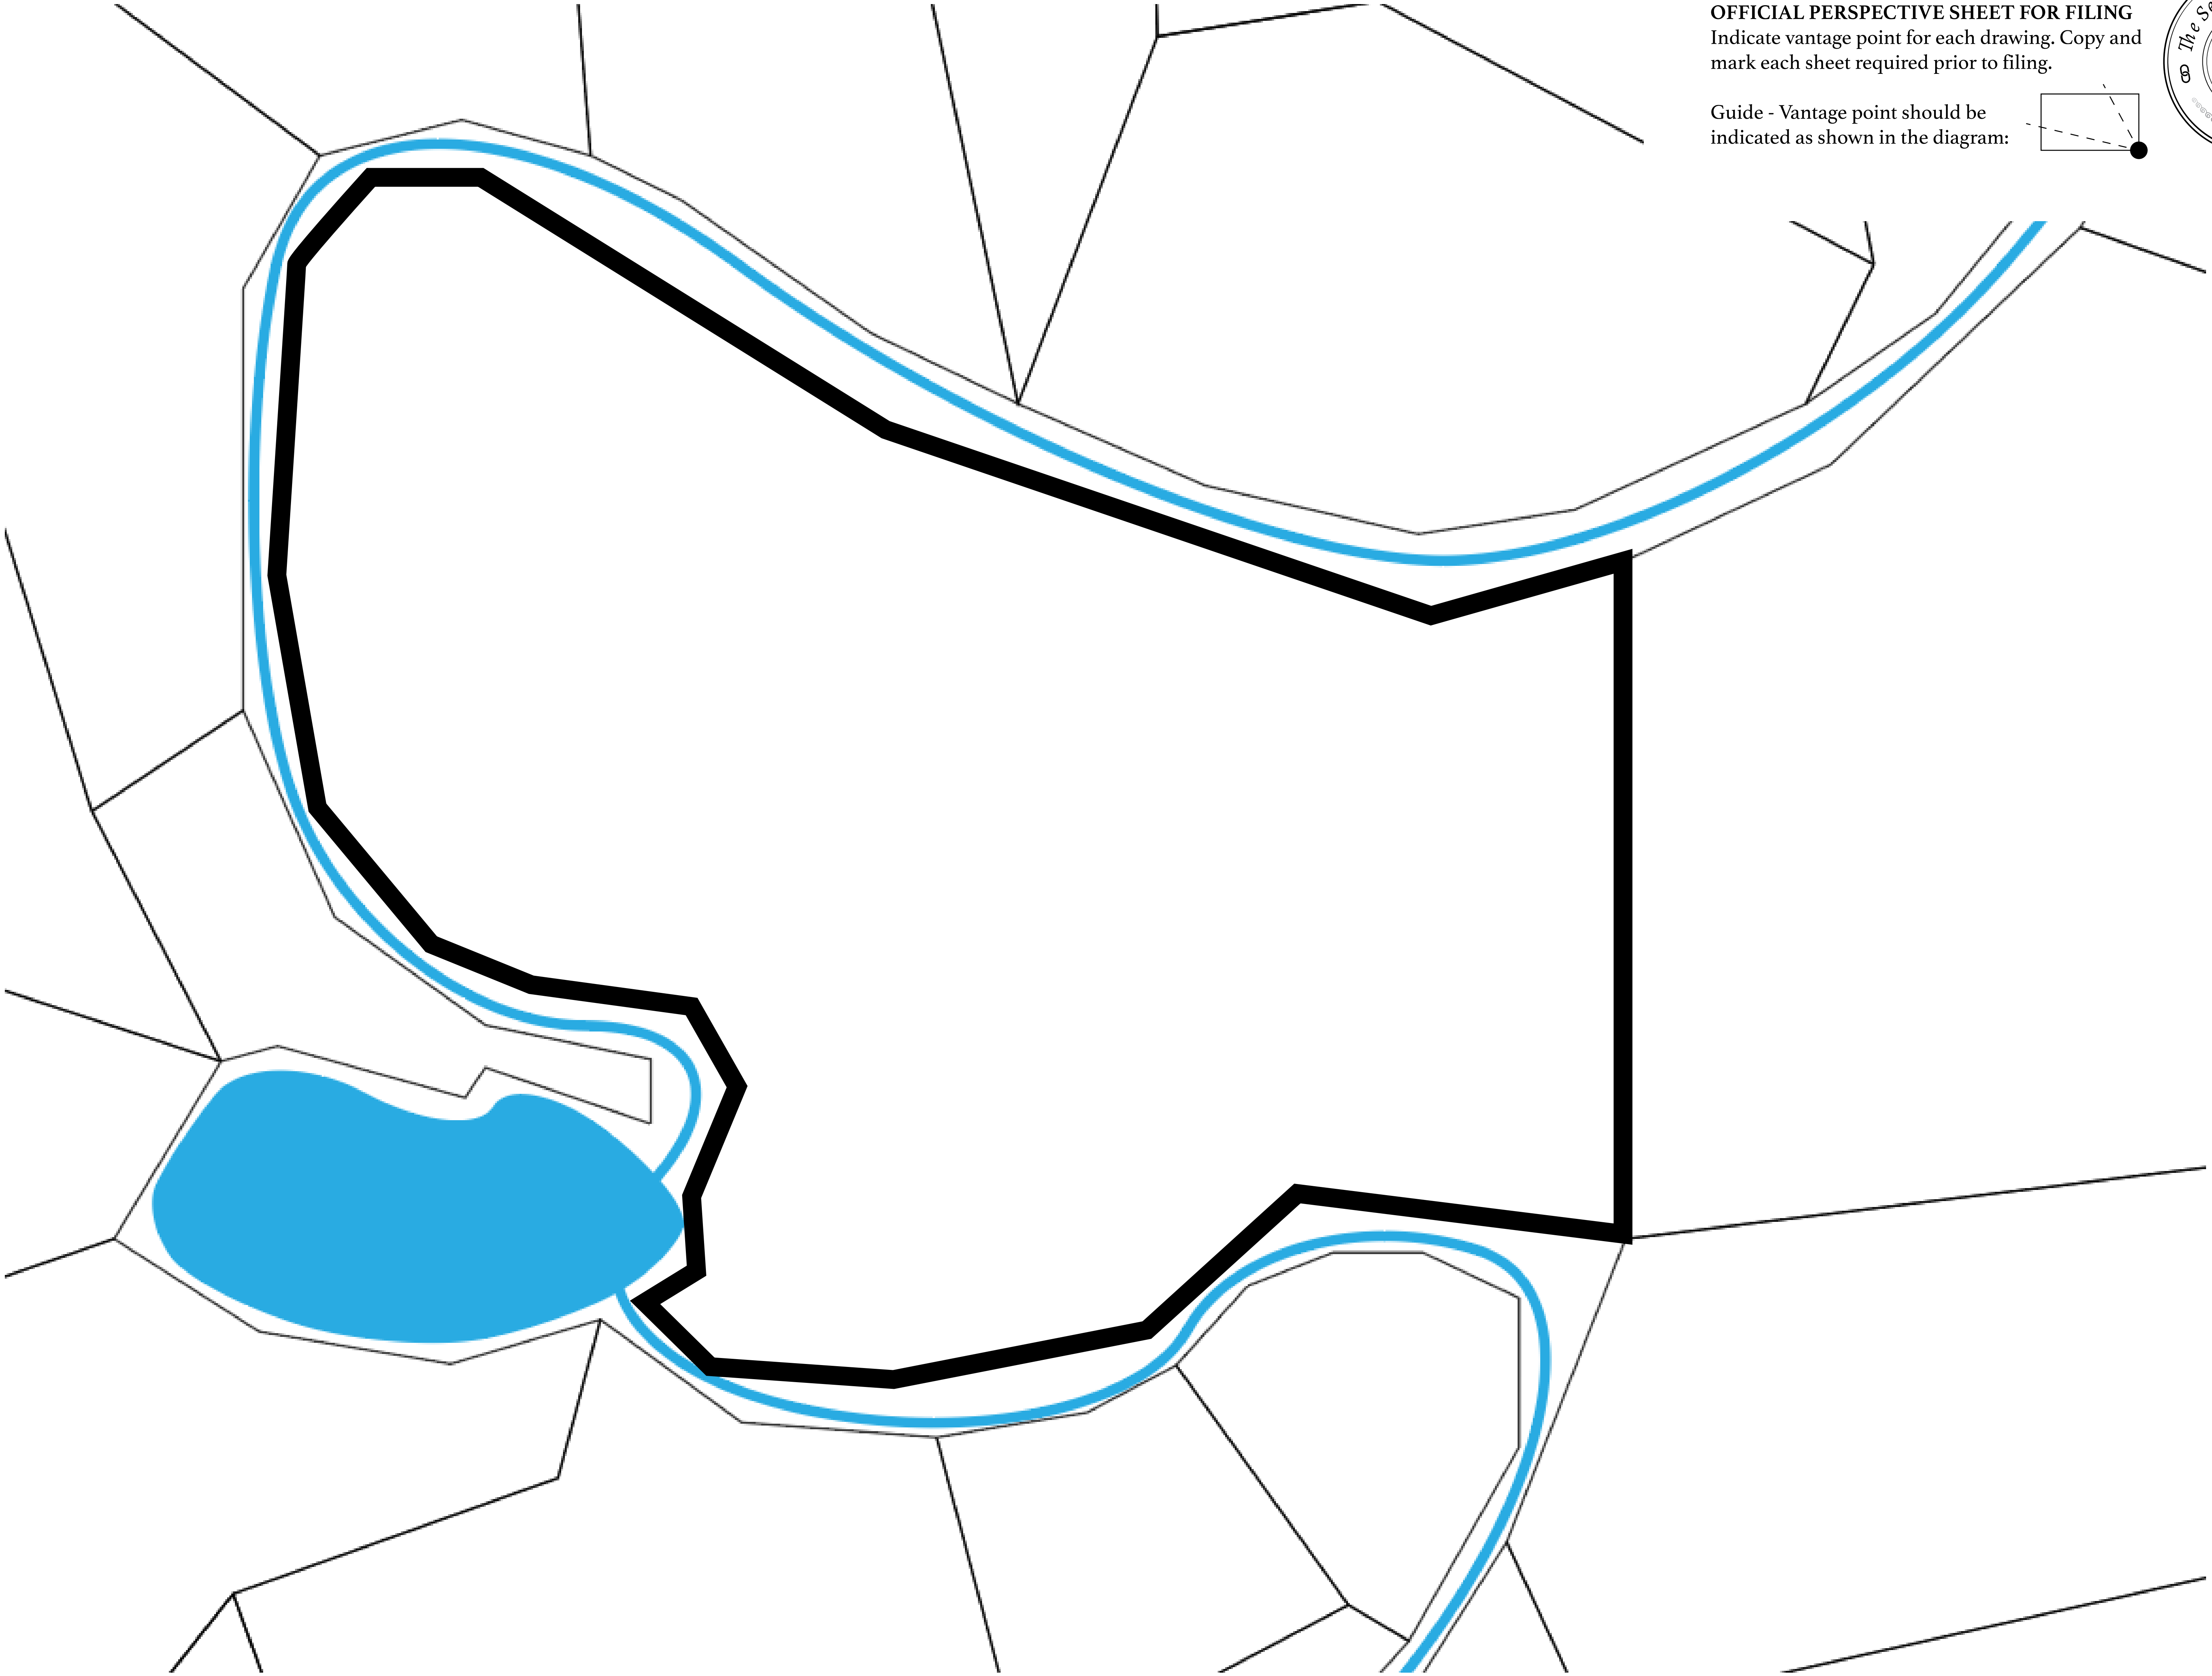 OFFICIAL PERSPECTIVE SHEET FOR FILING
Indicate vantage point for each drawing. Copy and
mark each sheet required prior to filing.
Guide - Vantage point should be
indicated as shown in the diagram:
The